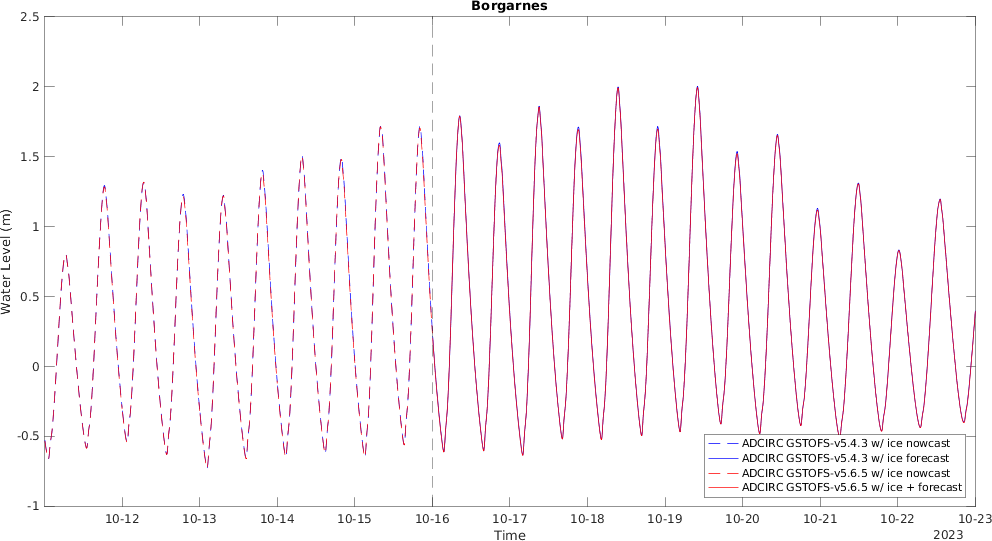 Borgarnes
2.5
2
1.5
1
0.5
0
-0.5
-1
Water Level (m)
ADCIRC GSTOFS-v5.4.3 w/ ice nowcast
ADCIRC GSTOFS-v5.4.3 w/ ice forecast
ADCIRC GSTOFS-v5.6.5 w/ ice nowcast
ADCIRC GSTOFS-v5.6.5 w/ ice + forecast
10-12 10-13 10-14 10-15 10-16 10-17 10-18 10-19 10-20 10-21 10-22 10-23
Time
2023